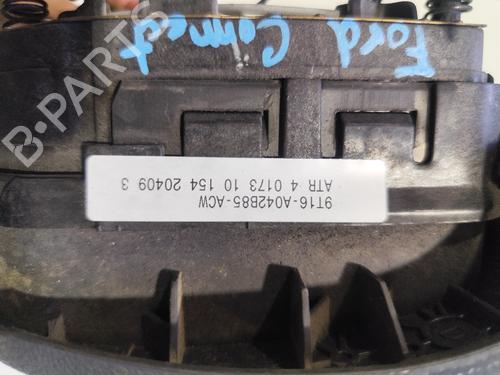 Ford Connect
9T16-A042B85-ACW
ATR 4 0173 10 154 20409 3
B-PARTS